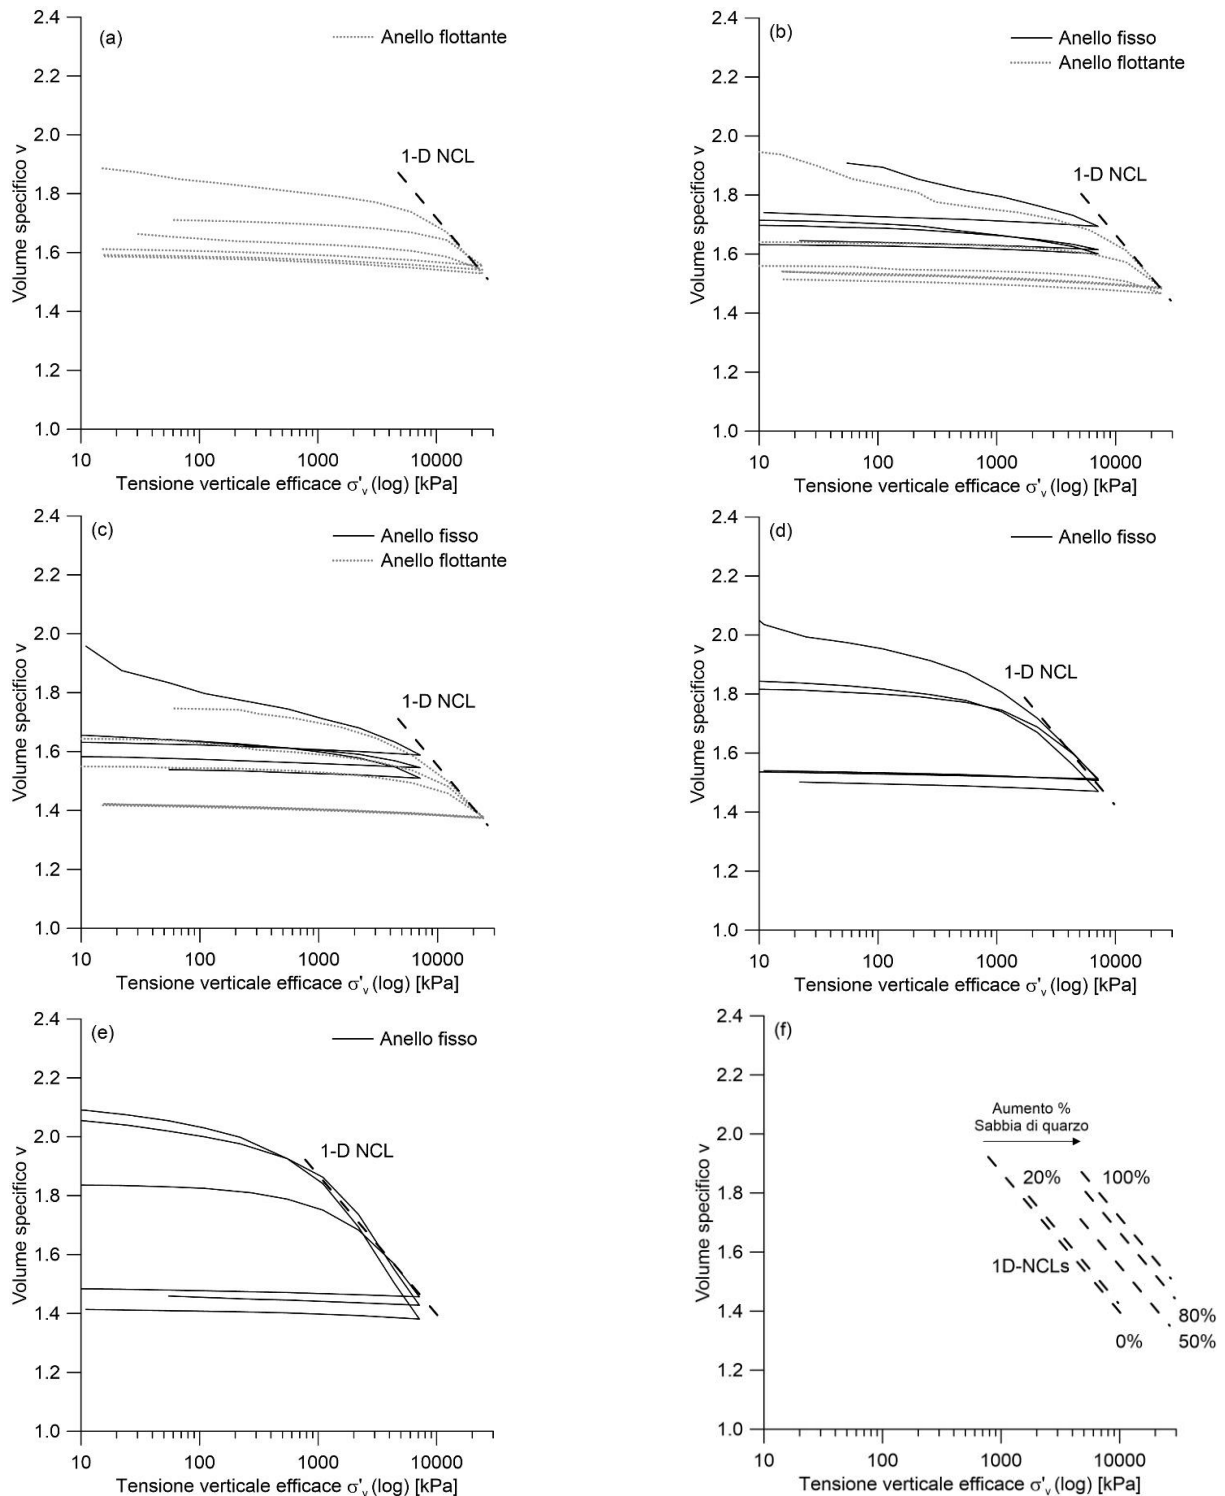 (a)
Anello flottante
2.4
2.2
2.0
1.8
1.6
1.4
1.2
1.0
1-D NCL
Volume specifico v
10 100 1000 10000
Tensione verticale efficace σ'v (log) [kPa]
(b)
Anello fisso
Anello flottante
2.4
2.2
2.0
1.8
1.6
1.4
1.2
1.0
1-D NCL
Volume specifico v
10 100 1000 10000
Tensione verticale efficace σ'v (log) [kPa]
(c)
Anello fisso
Anello flottante
2.4
2.2
2.0
1.8
1.6
1.4
1.2
1.0
1-D NCL
Volume specifico v
10 100 1000 10000
Tensione verticale efficace σ'v (log) [kPa]
(d)
Anello fisso
2.4
2.2
2.0
1.8
1.6
1.4
1.2
1.0
1-D NCL
Volume specifico v
10 100 1000 10000
Tensione verticale efficace σ'v (log) [kPa]
(e)
Anello fisso
2.4
2.2
2.0
1.8
1.6
1.4
1.2
1.0
1-D NCL
Volume specifico v
10 100 1000 10000
Tensione verticale efficace σ'v (log) [kPa]
(f)
2.4
2.2
2.0
1.8
1.6
1.4
1.2
1.0
Aumento %
Sabbia di quarzo
20% 100%
1D-NCLs
80%
0% 50%
Volume specifico v
10 100 1000 10000
Tensione verticale efficace σ'v (log) [kPa]